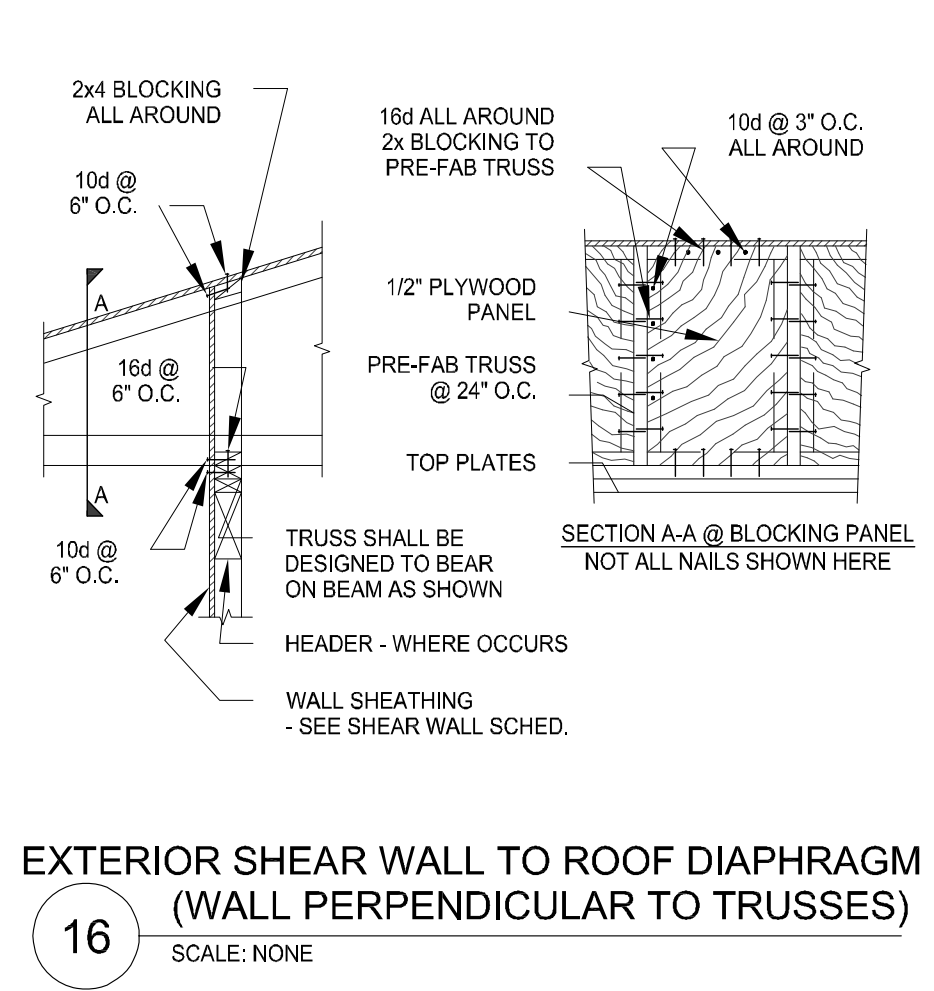 2x4 BLOCKING
ALL AROUND
10d @
6" O.C.
A
16d @
6" O.C.
A
10d @
6" O.C.
TRUSS SHALL BE
DESIGNED TO BEAR
ON BEAM AS SHOWN
HEADER - WHERE OCCURS
WALL SHEATHING
- SEE SHEAR WALL SCHED.
16d ALL AROUND
2x BLOCKING TO
PRE-FAB TRUSS
10d @ 3" O.C.
ALL AROUND
1/2" PLYWOOD
PANEL
PRE-FAB TRUSS
@ 24" O.C.
TOP PLATES
SECTION A-A @ BLOCKING PANEL
NOT ALL NAILS SHOWN HERE
EXTERIOR SHEAR WALL TO ROOF DIAPHRAGM
(WALL PERPENDICULAR TO TRUSSES)
16
SCALE: NONE